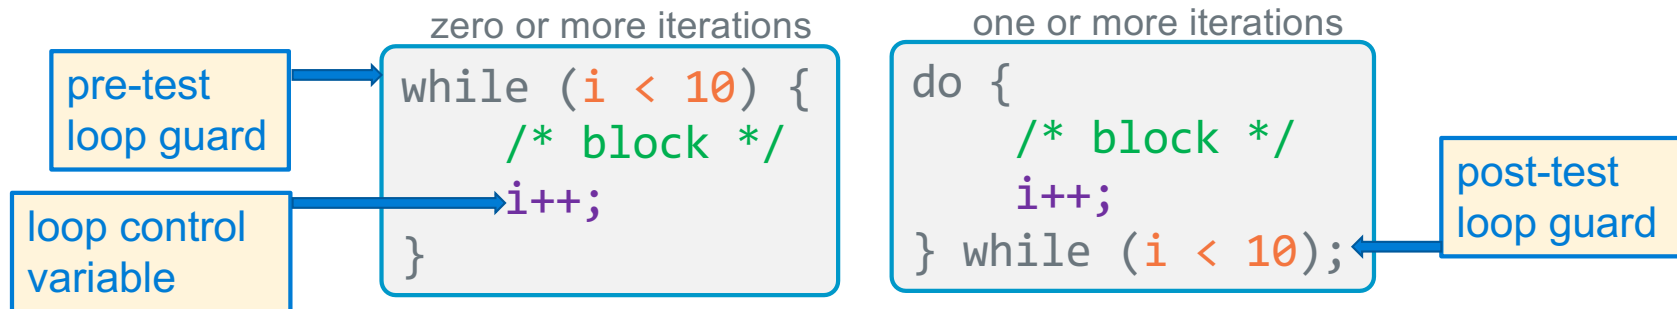 zero or more iterations
pre-test
loop guard
loop control
variable
while (i < 10) {
/* block */
i++;
}
one or more iterations
do {
/* block */
i++;
} while (i < 10);
post-test
loop guard